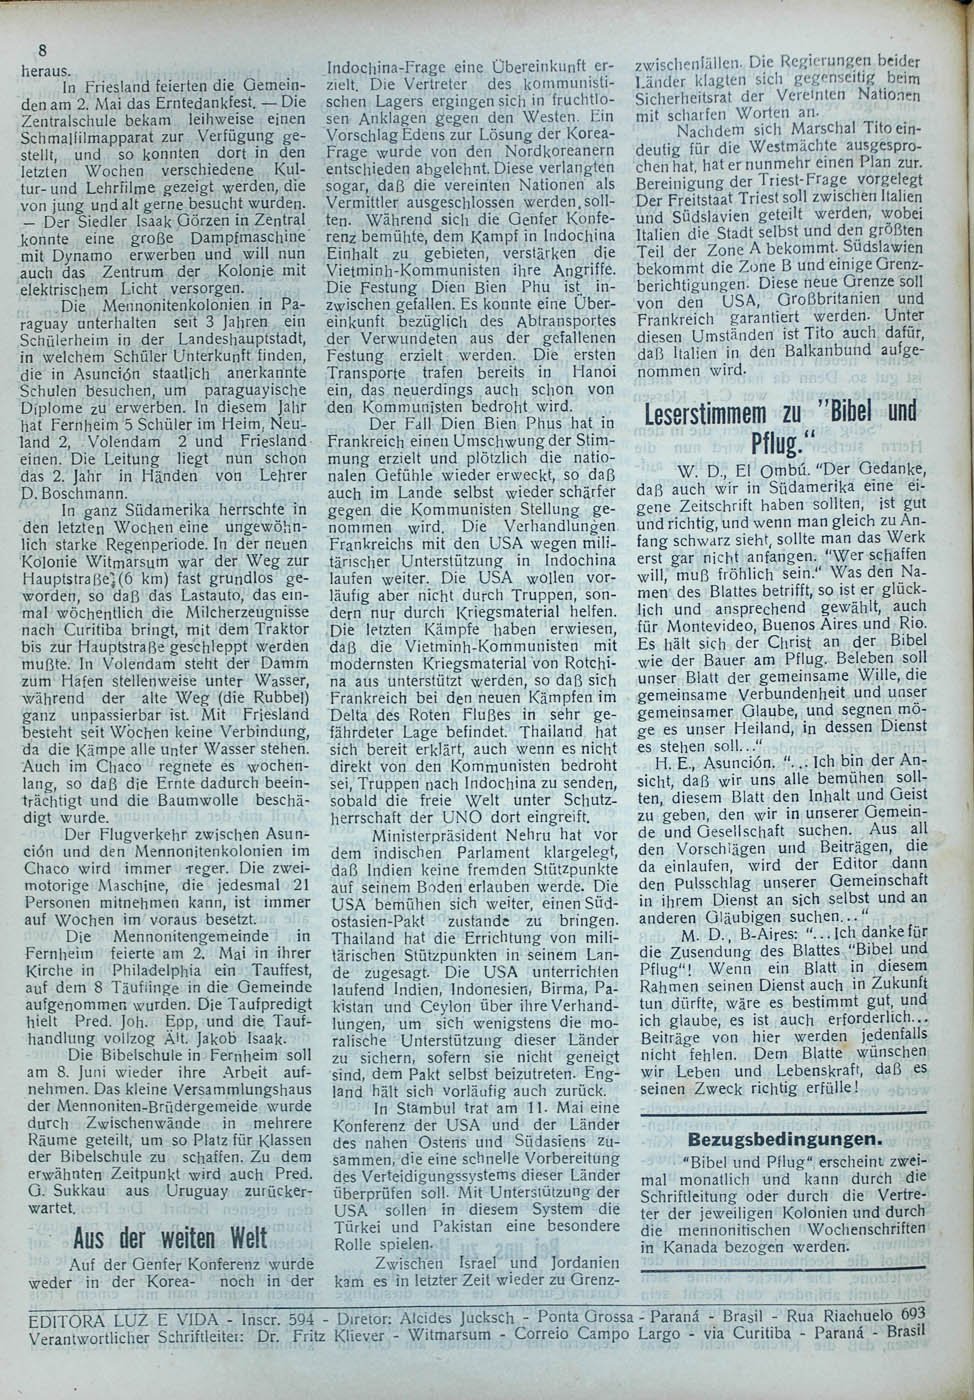 8
heraus.
In Friesland feierten die Gemein-
den am 2. Mai das Erntedankfest. — Die
Zentralschule bekam leihweise einen
Schmalfilmapparat zur Verfügung ge-
stellt, und so konnten dort in den
letzten Wochen verschiedene Kul-
tur- und Lehrfilme gezeigt werden, die
von jung und alt gerne besucht wurden.
— Der Siedler Isaak Görzen in Zentral
konnte eine große Dampfmaschine
mit Dynamo erwerben und will nun
auch das Zentrum der Kolonie mit
elektrischem Licht versorgen.
Die Mennonitenkolonien in Pa-
raguay unterhalten seit 3 Jahren ein
Schülerheim in der Landeshauptstadt,
in welchem Schüler Unterkunft finden,
die in Asunción staatlich anerkannte
Schulen besuchen, um paraguayische
Diplome zu erwerben. In diesem Jahr
hat Fernheim 5 Schüler im Heim, Neu-
land 2, Volendam 2 und Friesland
einen. Die Leitung liegt nun schon
das 2. Jahr in Händen von Lehrer
D. Boschmann.
In ganz Südamerika herrschte in
den letzten Wochen eine ungewöhn-
lich starke Regenperiode. In der neuen
Kolonie Witmarsum war der Weg zur
Hauptstraße (6 km) fast grundlos ge-
worden, so daß das Lastauto, das ein-
mal wöchentlich die Milcherzeugnisse
nach Curitiba bringt, mit dem Traktor
bis zur Hauptstraße geschleppt werden
mußte. In Volendam steht der Damm
zum Hafen stellenweise unter Wasser,
während der alte Weg (die Rubbel)
ganz unpassierbar ist. Mit Friesland
besteht seit Wochen keine Verbindung,
da die Kämpe alle unter Wasser stehen.
Auch im Chaco regnete es wochen-
lang, so daß die Ernte dadurch beein-
trächtigt und die Baumwolle beschä-
digt wurde.
Der Flugverkehr zwischen Asun-
ción und den Mennonitenkolonien im
Chaco wird immer reger. Die zwei-
motorige Maschine, die jedesmal 21
Personen mitnehmen kann, ist immer
auf Wochen im voraus besetzt.
Die Mennonitengemeinde in
Fernheim feierte am 2. Mai in ihrer
Kirche in Philadelphia ein Tauffest,
auf dem 8 Täuflinge in die Gemeinde
aufgenommen wurden. Die Taufpredigt
hielt Pred. Joh. Epp, und die Tauf-
handlung vollzog Ält. Jakob Isaak.
Die Bibelschule in Fernheim soll
am 8. Juni wieder ihre Arbeit auf-
nehmen. Das kleine Versammlungshaus
der Mennoniten-Brüdergemeide wurde
durch Zwischenwände in mehrere
Räume geteilt, um so Platz für Klassen
der Bibelschule zu schaffen. Zu dem
erwähnten Zeitpunkt wird auch Pred.
G. Sukkau aus Uruguay zurücker-
wartet.
Aus der weiten Welt
Auf der Genfer Konferenz wurde
weder in der Korea- noch in der
Indochina-Frage eine Übereinkunft er-
zielt. Die Vertreter des kommunisti-
schen Lagers ergingen sich in fruchtlo-
sen Anklagen gegen den Westen. Ein
Vorschlag Edens zur Lösung der Korea-
Frage wurde von den Nordkoreanern
entschieden abgelehnt. Diese verlangten
sogar, daß die vereinten Nationen als
Vermittler ausgeschlossen werden soll-
ten. Während sich die Genfer Konfe-
renz bemühte, dem Kampf in Indochina
Einhalt zu gebieten, verstärken die
Vietminh-Kommunisten ihre Angriffe.
Die Festung Dien Bien Phu ist in-
zwischen gefallen. Es konnte eine Über-
einkunft bezüglich des Abtransportes
der Verwundeten aus der gefallenen
Festung erzielt werden. Die ersten
Transporte trafen bereits in Hanoi
ein, das neuerdings auch schon von
den Kommunisten bedroht wird.
Der Fall Dien Bien Phus hat in
Frankreich einen Umschwung der Stim-
mung erzielt und plötzlich die natio-
nalen Gefühle wieder erweckt, so daß
auch im Lande selbst wieder schärfer
gegen die Kommunisten Stellung ge-
nommen wird. Die Verhandlungen
Frankreichs mit den USA wegen mili-
tärischer Unterstützung in Indochina
laufen weiter. Die USA wollen vor-
läufig aber nicht durch Truppen, son-
dern nur durch Kriegsmaterial helfen.
Die letzten Kämpfe haben erwiesen,
daß die Vietminh-Kommunisten mit
modernsten Kriegsmaterial von Rotchi-
na aus unterstützt werden, so daß sich
Frankreich bei den neuen Kämpfen im
Delta des Roten Flußes in sehr ge-
fährdeter Lage befindet. Thailand hat
sich bereit erklärt, auch wenn es nicht
direkt von den Kommunisten bedroht
sei, Truppen nach Indochina zu senden,
sobald die freie Welt unter Schutz-
herrschaft der UNO dort eingreift.
Ministerpräsident Nehru hat vor
dem indischen Parlament klargelegt,
daß Indien keine fremden Stützpunkte
auf seinem Boden erlauben werde. Die
USA bemühen sich weiter, einen Süd-
ostasien-Pakt zustande zu bringen.
Thailand hat die Errichtung von mili-
tärischen Stützpunkten in seinem Lan-
de zugesagt. Die USA unterrichten
laufend Indien, Indonesien, Birma, Pa-
kistan und Ceylon über ihre Verhand-
lungen, um sich wenigstens die mo-
ralische Unterstützung dieser Länder
zu sichern, sofern sie nicht geneigt
sind, dem Pakt selbst beizutreten. Eng-
land hält sich vorläufig auch zurück.
In Stambul trat am 11. Mai eine
Konferenz der USA und der Länder
des nahen Ostens und Südasiens zu-
sammen, die eine schnelle Vorbereitung
des Verteidigungssystems dieser Länder
überprüfen soll. Mit Unterstützung der
USA sollen in diesem System die
Türkei und Pakistan eine besondere
Rolle spielen.
Zwischen Israel und Jordanien
kam es in letzter Zeit wieder zu Grenz-
zwischenfällen. Die Regierungen beider
Länder klagten sich gegenseitig beim
Sicherheitsrat der Vereinten Nationen
mit scharfen Worten an.
Nachdem sich Marschal Tito ein-
deutig für die Westmächte ausgespro-
chen hat, hat er nunmehr einen Plan zur
Bereinigung der Triest-Frage vorgelegt
Der Freitstaat Triest soll zwischen Italien
und Südslavien geteilt werden, wobei
Italien die Stadt selbst und den größten
Teil der Zone A bekommt. Südslawien
bekommt die Zone B und einige Grenz-
berichtigungen. Diese neue Grenze soll
von den USA, Großbritanien und
Frankreich garantiert werden. Unter
diesen Umständen ist Tito auch dafür,
daß Italien in den Balkanbund aufge-
nommen wird.
Leserstimmem zu "Bibel und
Pflug."
W. D., El Ombú. "Der Gedanke,
daß auch wir in Südamerika eine ei-
gene Zeitschrift haben sollten, ist gut
und richtig, und wenn man gleich zu An-
fang schwarz sieht, sollte man das Werk
erst gar nicht anfangen. "Wer schaffen
will, muß fröhlich sein." Was den Na-
men des Blattes betrifft, so ist er glück-
lich und ansprechend gewählt, auch
für Montevideo, Buenos Aires und Rio.
Es hält sich der Christ an der Bibel
wie der Bauer am Pflug. Beleben soll
unser Blatt der gemeinsame Wille, die
gemeinsame Verbundenheit und unser
gemeinsamer Glaube, und segnen mö-
ge es unser Heiland, in dessen Dienst
es stehen soll..."
H. E., Asunción. "... Ich bin der An-
sicht, daß wir uns alle bemühen soll-
ten, diesem Blatt den Inhalt und Geist
zu geben, den wir in unserer Gemein-
de und Gesellschaft suchen. Aus all
den Vorschlägen und Beiträgen, die
da einlaufen, wird der Editor dann
den Pulsschlag unserer Gemeinschaft
in ihrem Dienst an sich selbst und an
anderen Gläubigen suchen..."
M. D., B-Aires: "... Ich danke für
die Zusendung des Blattes "Bibel und
Pflug"! Wenn ein Blatt in diesem
Rahmen seinen Dienst auch in Zukunft
tun dürfte, wäre es bestimmt gut, und
ich glaube, es ist auch erforderlich...
Beiträge von hier werden jedenfalls
nicht fehlen. Dem Blatte wünschen
wir Leben und Lebenskraft, daß es
seinen Zweck richtig erfülle!
Bezugsbedingungen.
"Bibel und Pflug" erscheint zwei-
mal monatlich und kann durch die
Schriftleitung oder durch die Vertre-
ter der jeweiligen Kolonien und durch
die mennonitischen Wochenschriften
in Kanada bezogen werden.
EDITORA LUZ E VIDA - Inscr. 594 - Diretor: Alcides Jucksch - Ponta Grossa - Paraná - Brasil - Rua Riachuelo 693
Verantwortlicher Schriftleiter: Dr. Fritz Kliever - Witmarsum - Correio Campo Largo - via Curitiba - Paraná - Brasil